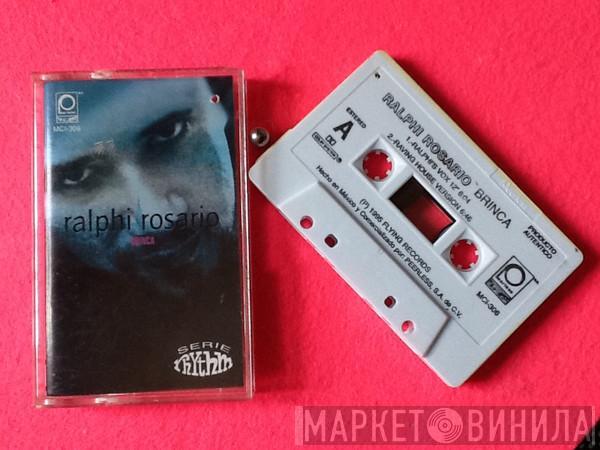 MCI-306
ralphi rosario
BRINCA
SERIE
rhythm
RALPHI ROSARIO "BRINCA
1.-RALPHI'S VOX 12" 6:04
2.-RAVING HOUSE VERSION 6:46
ESTEREO
A
PRODUCTO
AUTENTICO
MCI-306
(P) 1995 FLYING RECORDS
Hecho en México y Comercializado por: PEERLESS, S.A. de C.V.
МАРКЕТ ВИНИЛА